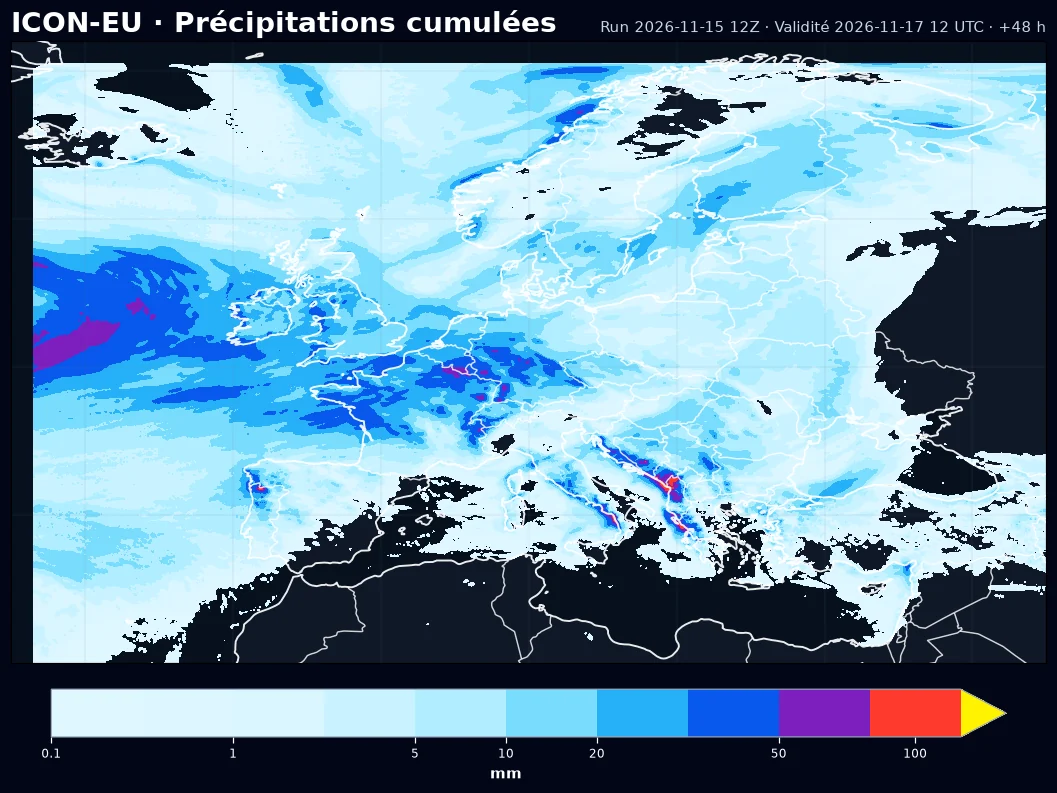 ICON-EU · Précipitations cumulées
Run 2026-11-15 12Z · Validité 2026-11-17 12 UTC · +48 h
0.1 1 5 10 20 50 100
mm